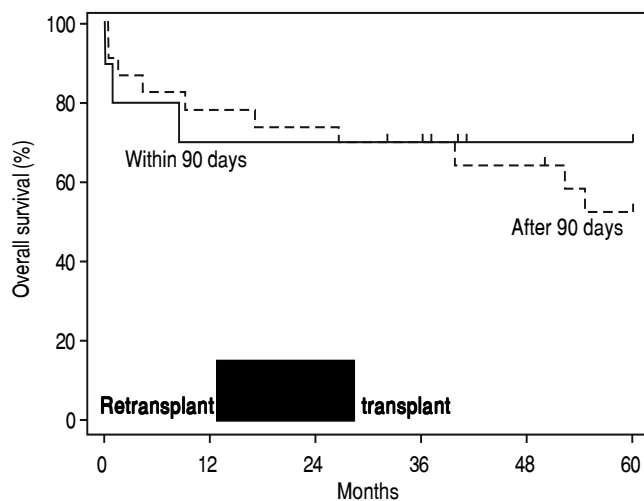 100
80
60
40
20
0
Overall survival (%)
Within 90 days
After 90 days
Retransplant
transplant
0 12 24 36 48 60
Months